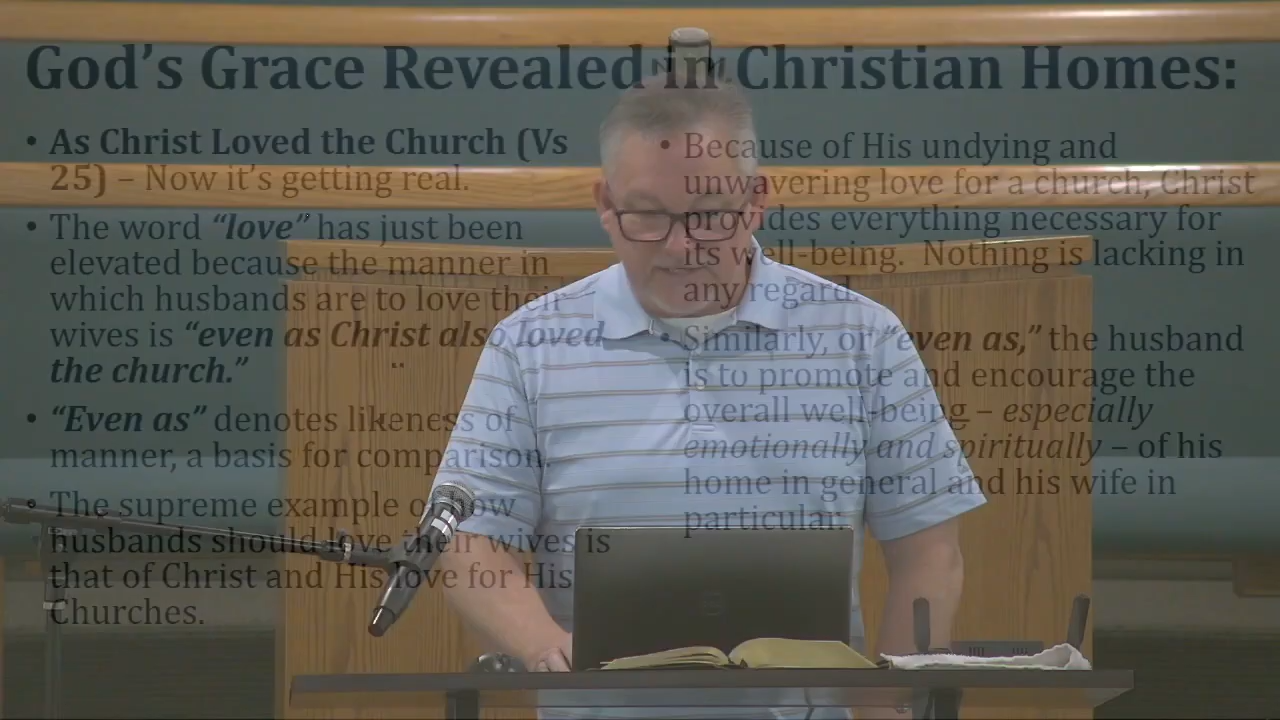 God's Grace Revealed in Christian Homes:
• As Christ Loved the Church (Vs
25) – Now it's getting real.
• The word "love" has just been
elevated because the manner in
which husbands are to love their
wives is "even as Christ also loved
the church."
• "Even as" denotes likeness of
manner, a basis for comparison.
• The supreme example of how
husbands should love their wives is
that of Christ and His love for His
Churches.
• Because of His undying and
unwavering love for a church, Christ
provides everything necessary for
its well-being. Nothing is lacking in
any regard.
• Similarly, or "even as," the husband
is to promote and encourage the
overall well-being – especially
emotionally and spiritually – of his
home in general and his wife in
particular.